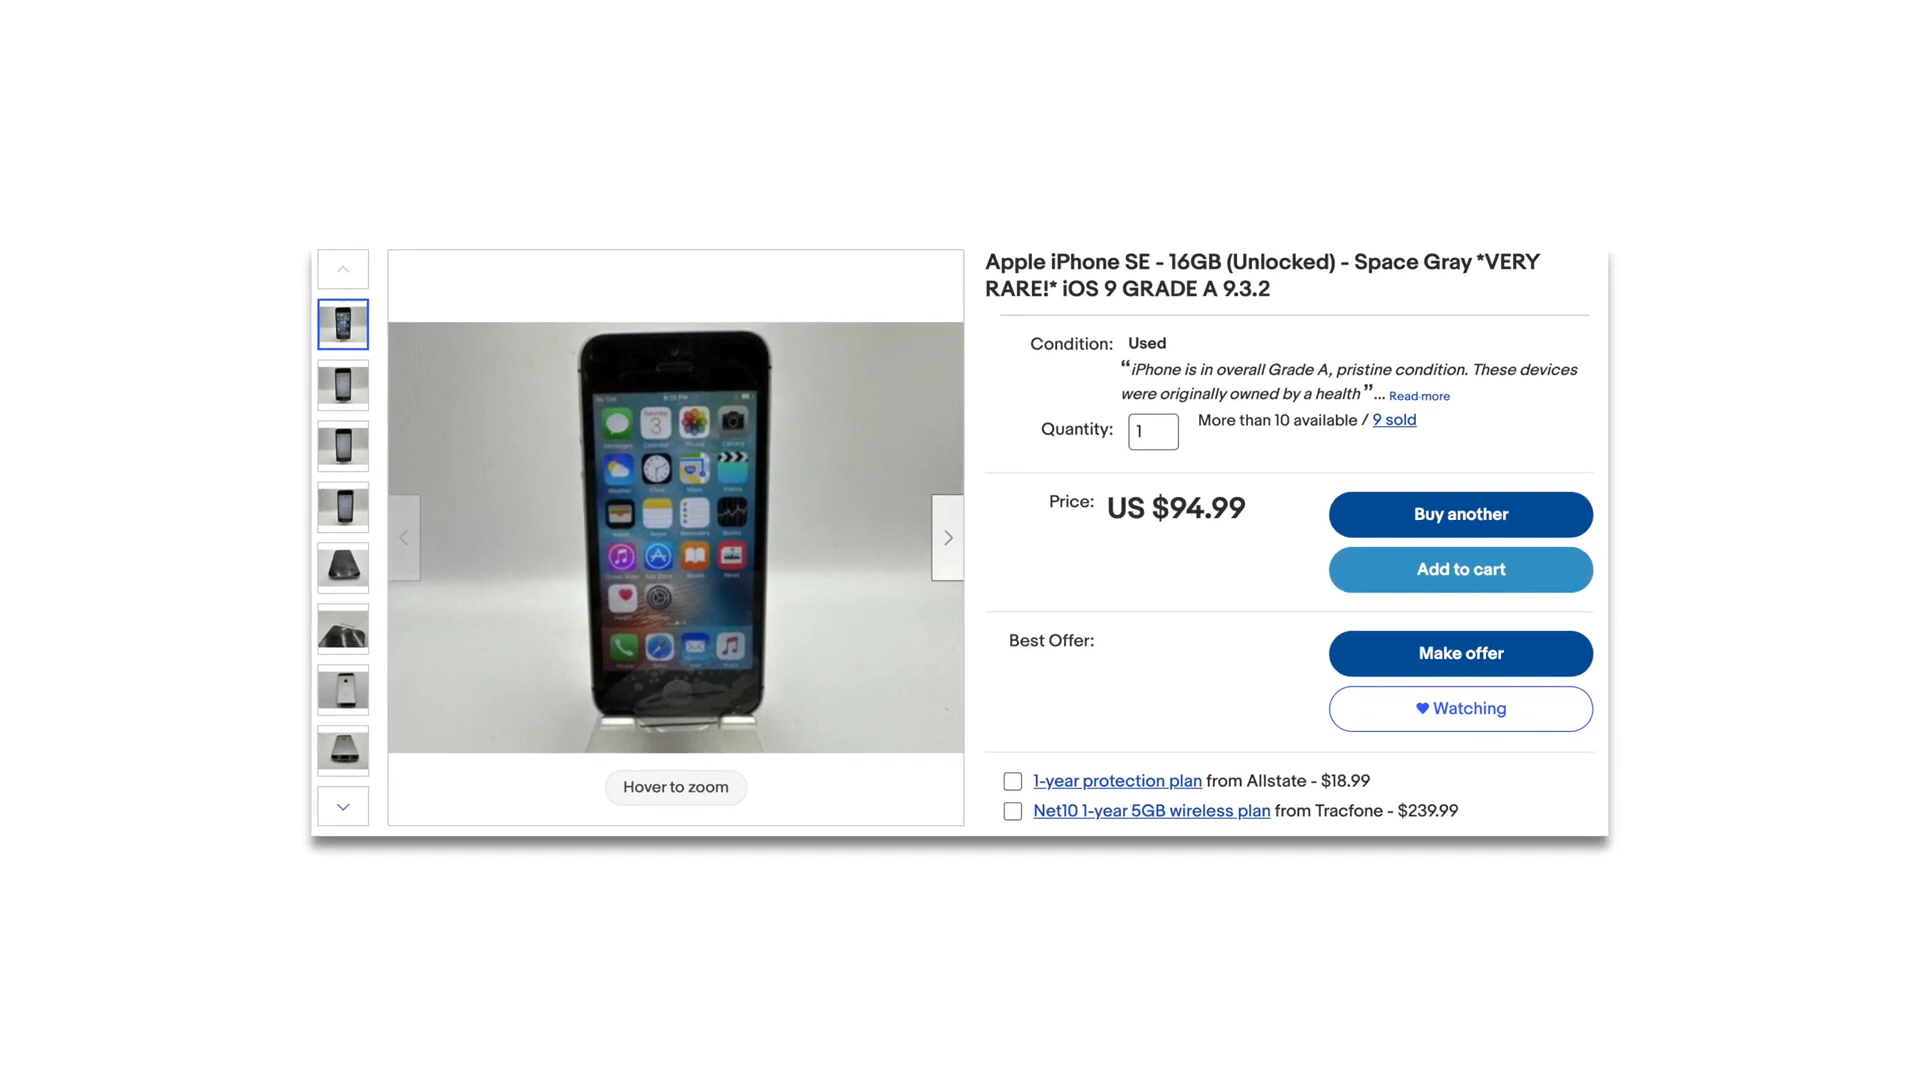 Apple iPhone SE - 16GB (Unlocked) - Space Gray *VERY
RARE!* iOS 9 GRADE A 9.3.2
Condition: Used
“iPhone is in overall Grade A, pristine condition. These devices
were originally owned by a health”... Read more
Quantity: 1 More than 10 available / 9 sold
Price: US $94.99
Buy another
Add to cart
Best Offer:
Make offer
Watching
1-year protection plan from Allstate - $18.99
Net10 1-year 5GB wireless plan from Tracfone - $239.99
Hover to zoom
Saturday
3